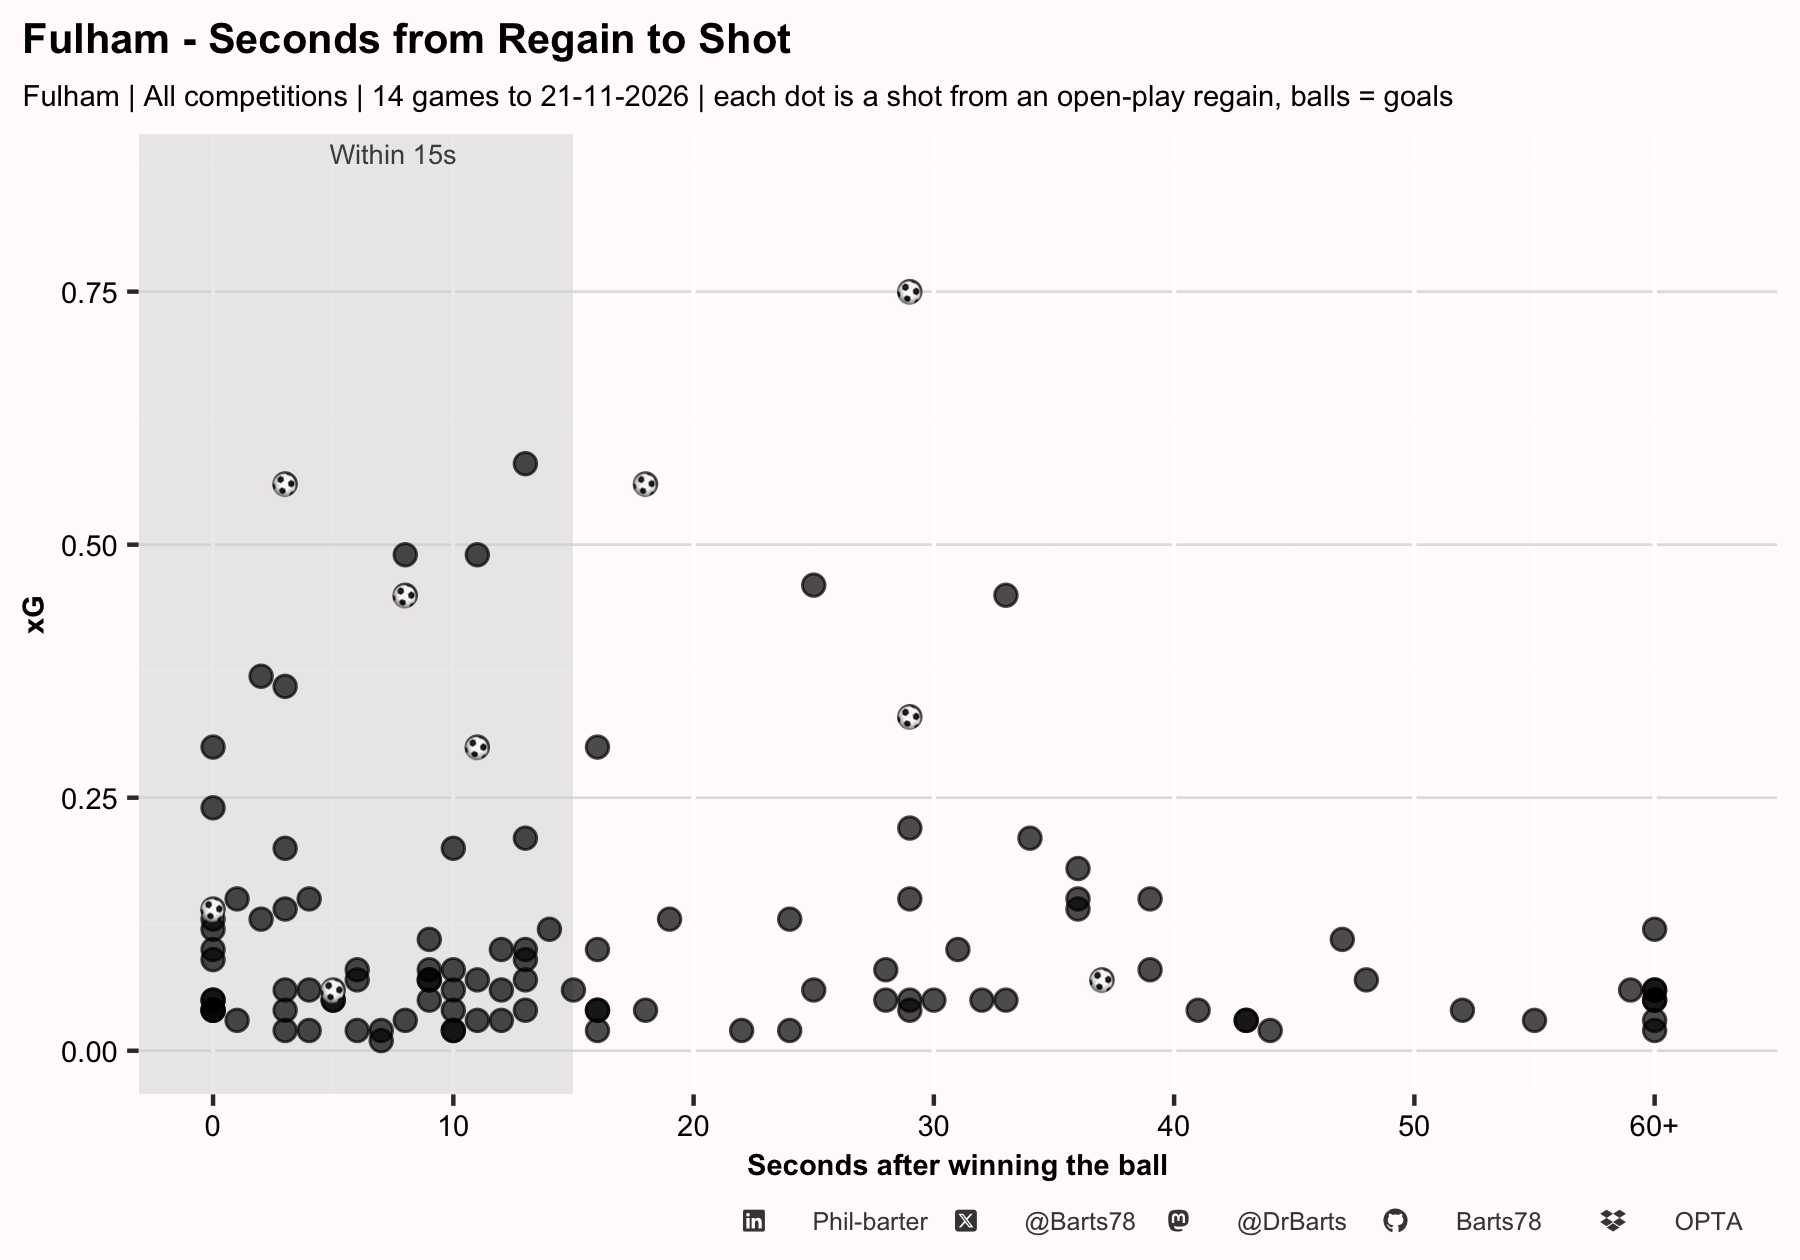 Fulham - Seconds from Regain to Shot
Fulham | All competitions | 14 games to 21-11-2026 | each dot is a shot from an open-play regain, balls = goals
Within 15s
0.75
0.50
0.25
0.00
xG
0 10 20 30 40 50 60+
Seconds after winning the ball
Phil-barter @Barts78 @DrBarts Barts78 OPTA